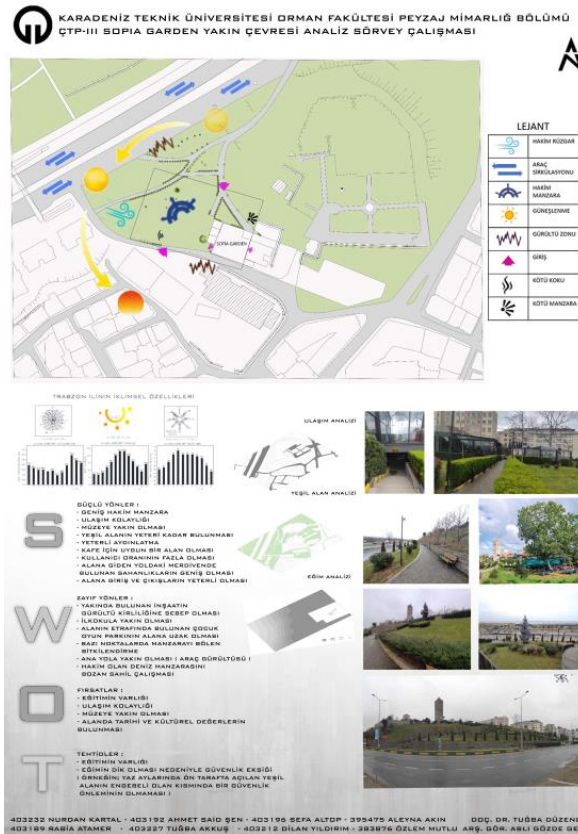 KARADENİZ TEKNİK ÜNİVERSİTESİ ORMAN FAKÜLTESİ PEYZAJ MİMARLIĞ BÖLÜMÜ
ÇTP-III SOPIA GARDEN YAKIN ÇEVRESİ ANALİZ SÖRVEY ÇALIŞMASI
LEJANT
HAKİM RÜZGAR
ARAÇ
SİRKÜLASYONU
HAKİM
MANZARA
GÜNEŞLENME
GÜRÜLTÜ ZONU
GİRİŞ
KÖTÜ KOKU
KÖTÜ MANZARA
SOFIA GARDEN
TRABZON İLİNİN İKLİMSEL ÖZELLİKLERİ
ULAŞIM ANALİZİ
YEŞİL ALAN ANALİZİ
EĞİM ANALİZİ
S
GÜÇLÜ YÖNLER :
- GENİŞ HAKİM MANZARA
- ULAŞIM KOLAYLIĞI
- MÜZEYE YAKIN OLMASI
- YEŞİL ALANIN YETERİ KADAR BULUNMASI
- YETERLİ AYDINLATMA
- KAFE İÇİN UYGUN BİR ALAN OLMASI
- KULLANICI ORANININ FAZLA OLMASI
- ALANA GİDEN YOLDAKİ MERDİVENDE
BULUNAN SAHANLIKLARIN GENİŞ OLMASI
- ALANA GİRİŞ VE ÇIKIŞLARIN YETERLİ OLMASI
W
ZAYIF YÖNLER :
- YAKINDA BULUNAN İNŞAATIN
GÜRÜLTÜ KİRLİLİĞİNE SEBEP OLMASI
- İLKOKULA YAKIN OLMASI
- ALANIN ETRAFINDA BULUNAN ÇOCUK
OYUN PARKININ ALANA UZAK OLMASI
- BAZI NOKTALARDA MANZARAYI BÖLEN
BİTKİLENDİRME
- ANA YOLA YAKIN OLMASI ( ARAÇ GÜRÜLTÜSÜ )
- HAKİM OLAN DENİZ MANZARASINI
BOZAN SAHİL ÇALIŞMASI
O
FIRSATLAR :
- EĞİTİMİN VARLIĞI
- ULAŞIM KOLAYLIĞI
- MÜZEYE YAKIN OLMASI
- ALANDA TARİHİ VE KÜLTÜREL DEĞERLERİN
BULUNMASI
T
TEHTİDLER :
- EĞİTİMİN VARLIĞI
- EĞİMİN DİK OLMASI NEDENİYLE GÜVENLİK EKSİĞİ
( ÖRNEĞİN; YAZ AYLARINDA ÖN TARAFTA AÇILAN YEŞİL
ALANIN ENGEBELİ OLAN KISMINDA BİR GÜVENLİK
ÖNLEMİNİN OLMAMASI )
403232 NURDAN KARTAL - 403192 AHMET SAİD ŞEN - 403196 SEFA ALTOP - 395475 ALEYNA AKIN DOÇ. DR. TUĞBA DÜZENLİ
403189 RABİA ATAMER - 403227 TUĞBA AKKUŞ - 403212 DİLAN YILDIRIM - 383876 ÖZLEM MUTLU ARŞ. GÖR. ASLI GÖZDE GEL